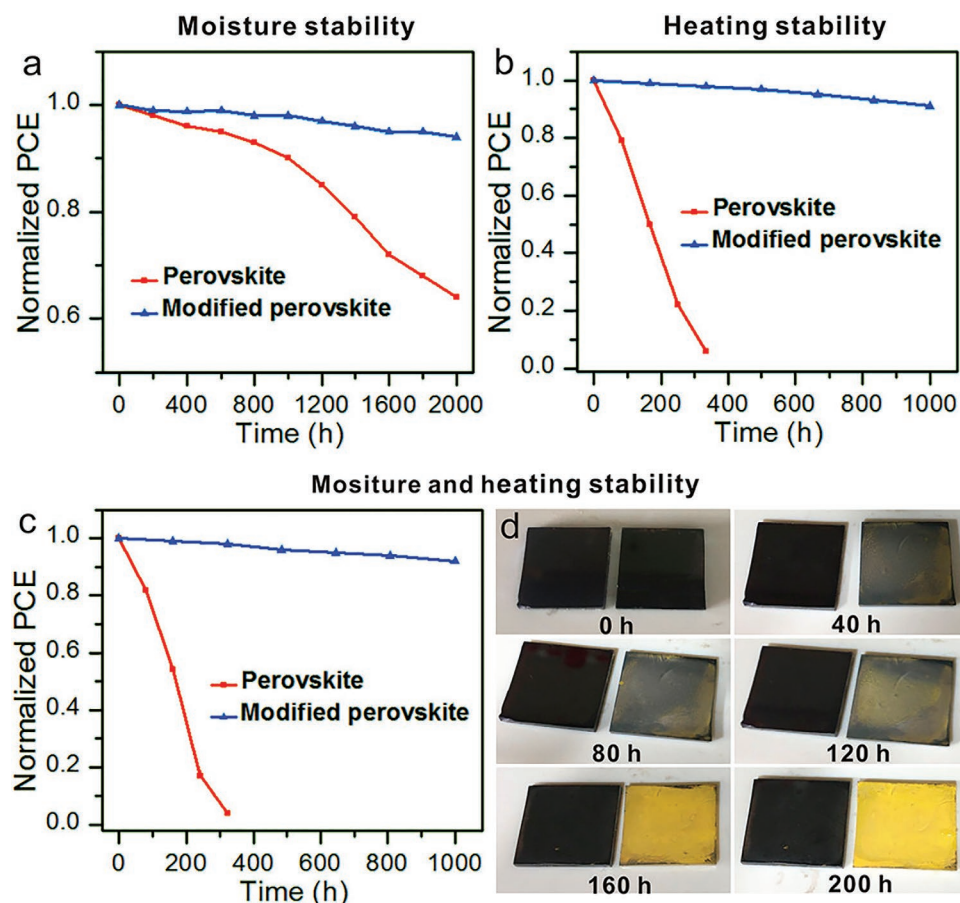 Moisture stability
a
Normalized PCE
1.0
0.8
0.6
Perovskite
Modified perovskite
0 400 800 1200 1600 2000
Time (h)
Heating stability
b
Normalized PCE
1.0
0.8
0.6
0.4
0.2
0.0
Perovskite
Modified perovskite
0 200 400 600 800 1000
Time (h)
Mositure and heating stability
c
Normalized PCE
1.0
0.8
0.6
0.4
0.2
0.0
Perovskite
Modified perovskite
0 200 400 600 800 1000
Time (h)
d
0 h
40 h
80 h
120 h
160 h
200 h